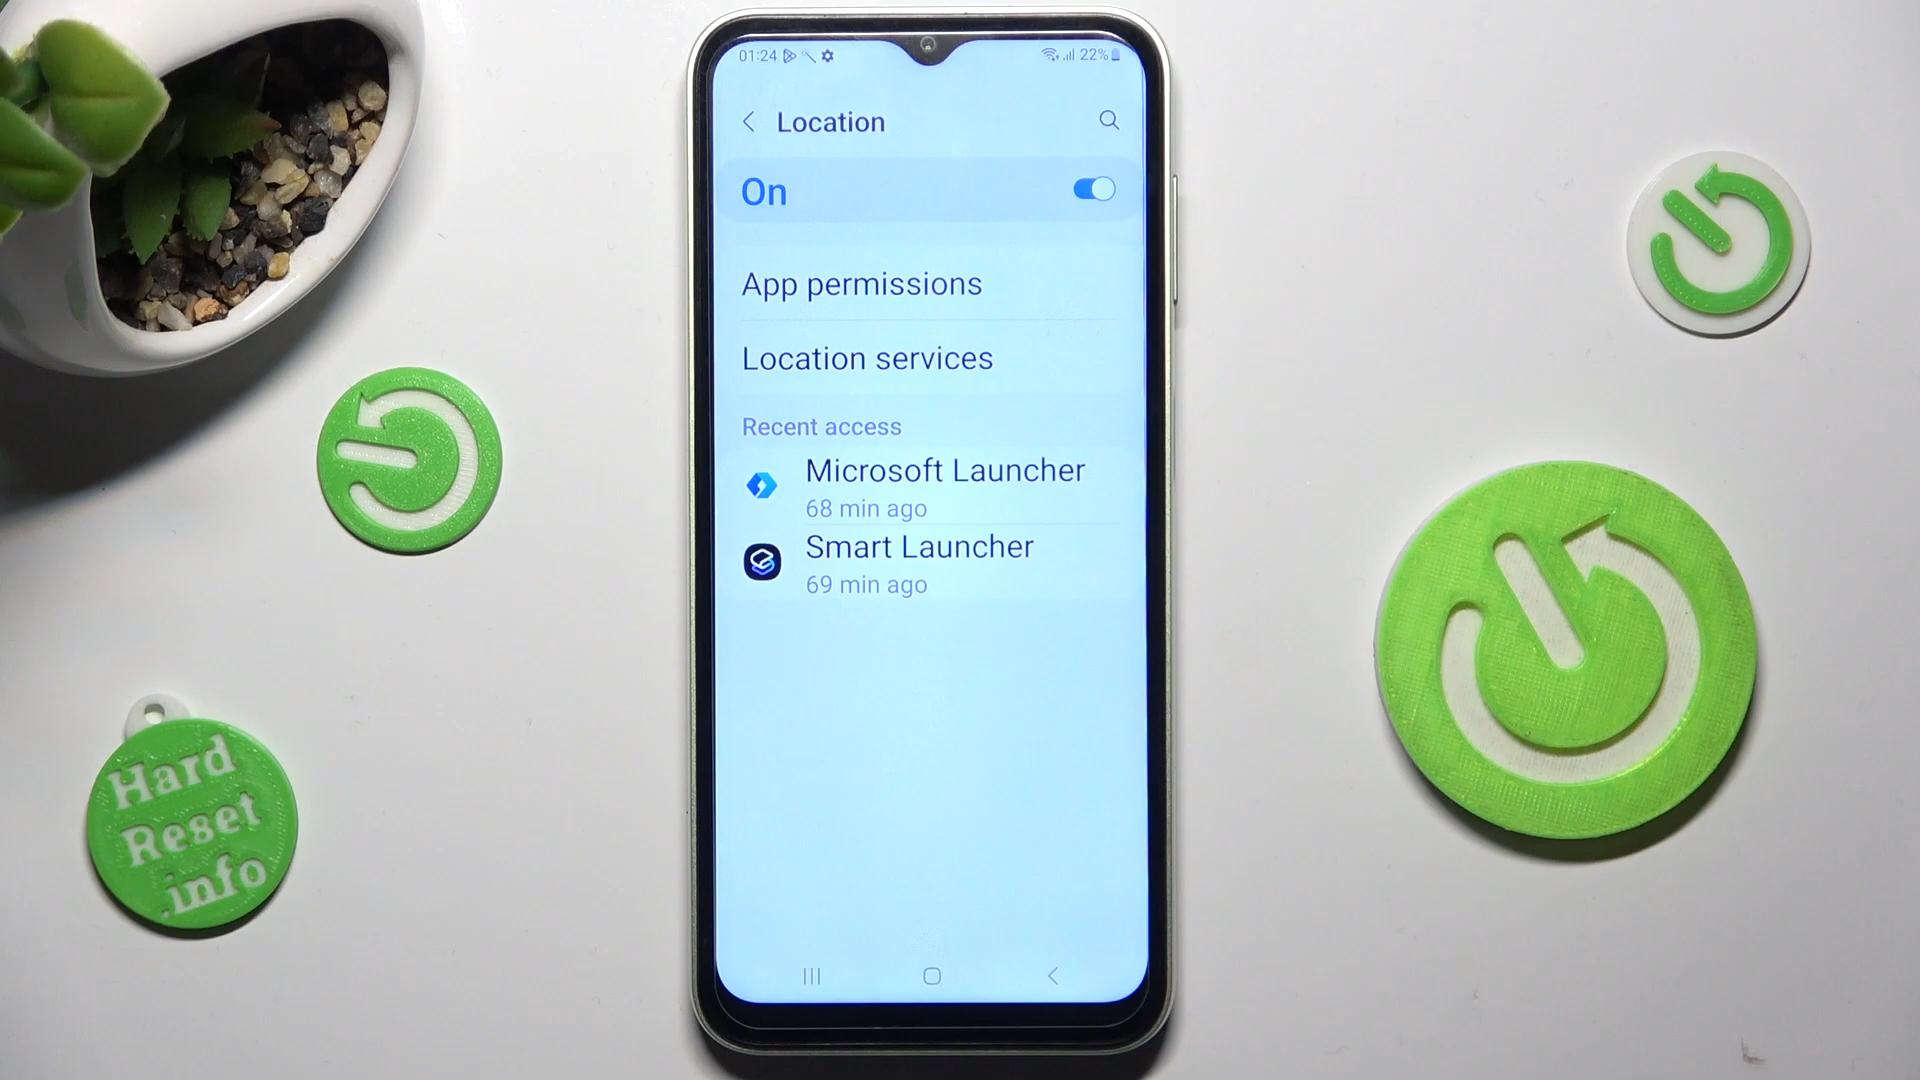 01:24
22%
Location
On
App permissions
Location services
Recent access
Microsoft Launcher
68 min ago
Smart Launcher
69 min ago
Hard
Reset
.info